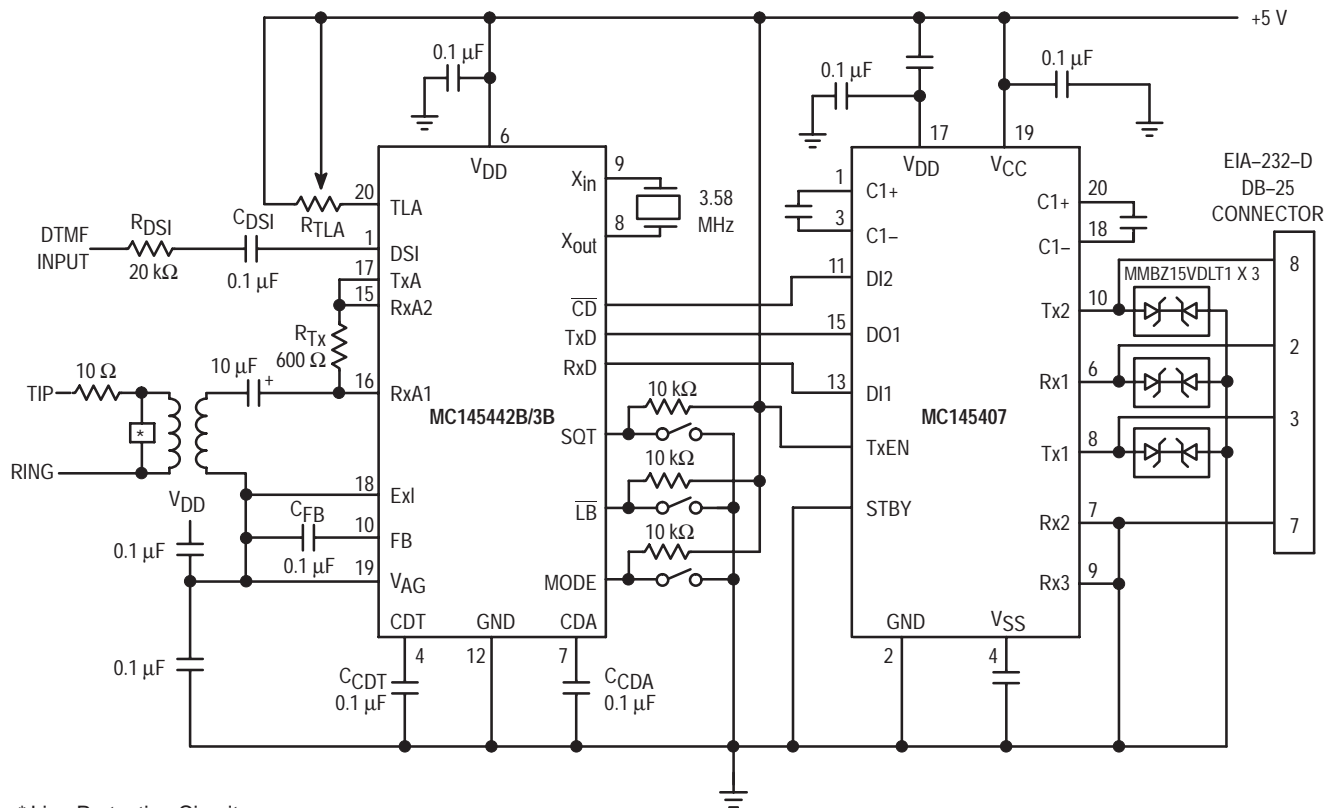 +5 V
0.1 µF
0.1 µF
0.1 µF
6
17
19
VDD
VDD
VCC
EIA–232–D
DB–25
CONNECTOR
9
Xin
3.58
MHz
8
Xout
1
C1+
3
C1–
20
C1+
18
C1–
20
TLA
RTLA
DTMF
INPUT
RDSI
20 kΩ
CDSI
0.1 µF
1
DSI
17
TxA
15
RxA2
RTx
600 Ω
CD
TxD
RxD
11
DI2
15
DO1
13
DI1
MMBZ15VDLT1 X 3
8
10
Tx2
2
6
Rx1
3
8
Tx1
TIP
10 Ω
10 µF
+
16
RxA1
*
RING
MC145442B/3B
MC145407
10 kΩ
SQT
TxEN
10 kΩ
LB
STBY
10 kΩ
MODE
7
Rx2
7
9
Rx3
18
ExI
VDD
CFB
10
FB
0.1 µF
0.1 µF
19
VAG
CDT
GND
CDA
GND
VSS
4
12
7
2
4
0.1 µF
CCDT
0.1 µF
CCDA
0.1 µF